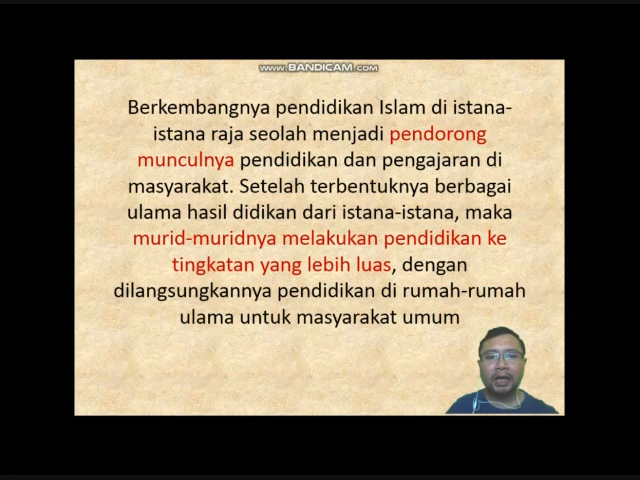 www.BANDICAM.com
Berkembangnya pendidikan Islam di istana-
istana raja seolah menjadi pendorong
munculnya pendidikan dan pengajaran di
masyarakat. Setelah terbentuknya berbagai
ulama hasil didikan dari istana-istana, maka
murid-muridnya melakukan pendidikan ke
tingkatan yang lebih luas, dengan
dilangsungkannya pendidikan di rumah-rumah
ulama untuk masyarakat umum